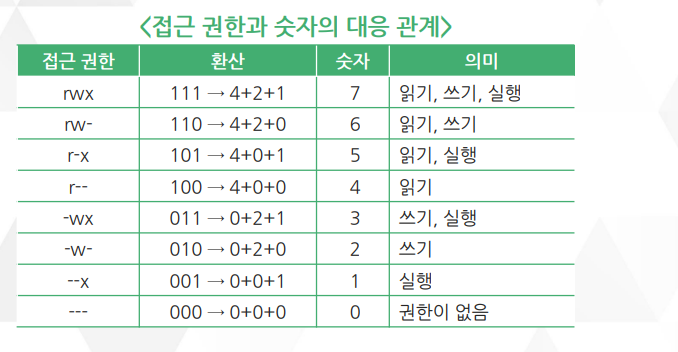 <접근 권한과 숫자의 대응 관계>
접근 권한 환산 숫자 의미
rwx 111 → 4+2+1 7 읽기, 쓰기, 실행
rw- 110 → 4+2+0 6 읽기, 쓰기
r-x 101 → 4+0+1 5 읽기, 실행
r-- 100 → 4+0+0 4 읽기
-wx 011 → 0+2+1 3 쓰기, 실행
-w- 010 → 0+2+0 2 쓰기
--x 001 → 0+0+1 1 실행
--- 000 → 0+0+0 0 권한이 없음